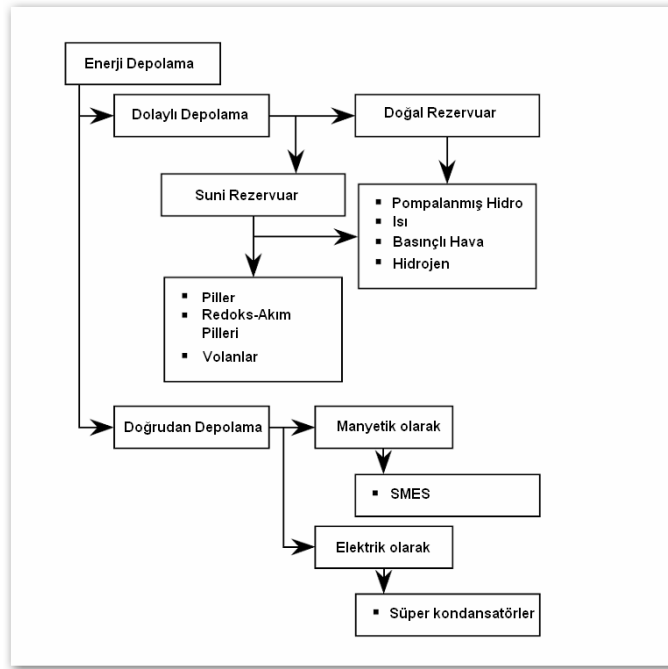 Enerji Depolama
Dolaylı Depolama
Doğal Rezervuar
Suni Rezervuar
▪ Pompalanmış Hidro
▪ Isı
▪ Basınçlı Hava
▪ Hidrojen
▪ Piller
▪ Redoks-Akım
Pilleri
▪ Volanlar
Doğrudan Depolama
Manyetik olarak
▪ SMES
Elektrik olarak
▪ Süper kondansatörler